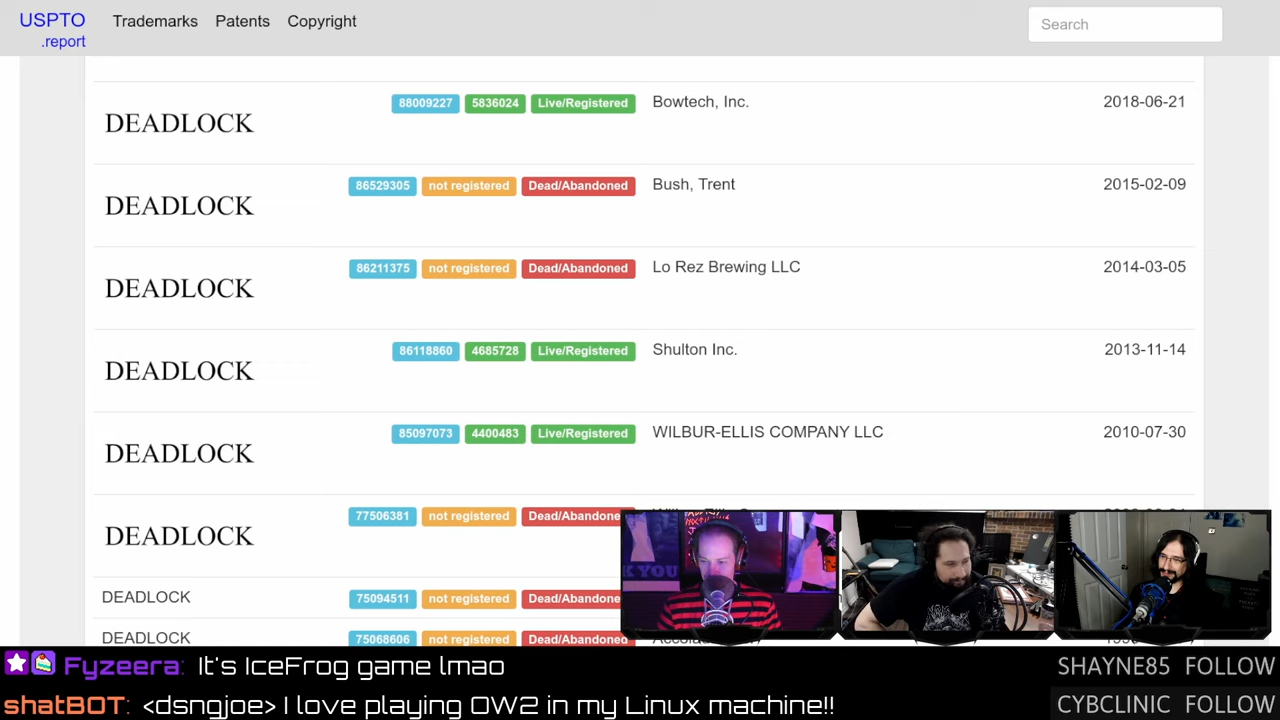 USPTO
.report
Trademarks Patents Copyright
Search
DEADLOCK 88009227 5836024 Live/Registered Bowtech, Inc. 2018-06-21
DEADLOCK 86529305 not registered Dead/Abandoned Bush, Trent 2015-02-09
DEADLOCK 86211375 not registered Dead/Abandoned Lo Rez Brewing LLC 2014-03-05
DEADLOCK 86118860 4685728 Live/Registered Shulton Inc. 2013-11-14
DEADLOCK 85097073 4400483 Live/Registered WILBUR-ELLIS COMPANY LLC 2010-07-30
DEADLOCK 77506381 not registered Dead/Abandone
DEADLOCK 75094511 not registered Dead/Abandone
DEADLOCK 75068606 not registered Dead/Abandone
Fyzeera: It's IceFrog game lmao
shatBOT: <dsngjoe> I love playing OW2 in my Linux machine!!
SHAYNE85 FOLLOW
CYBCLINIC FOLLOW